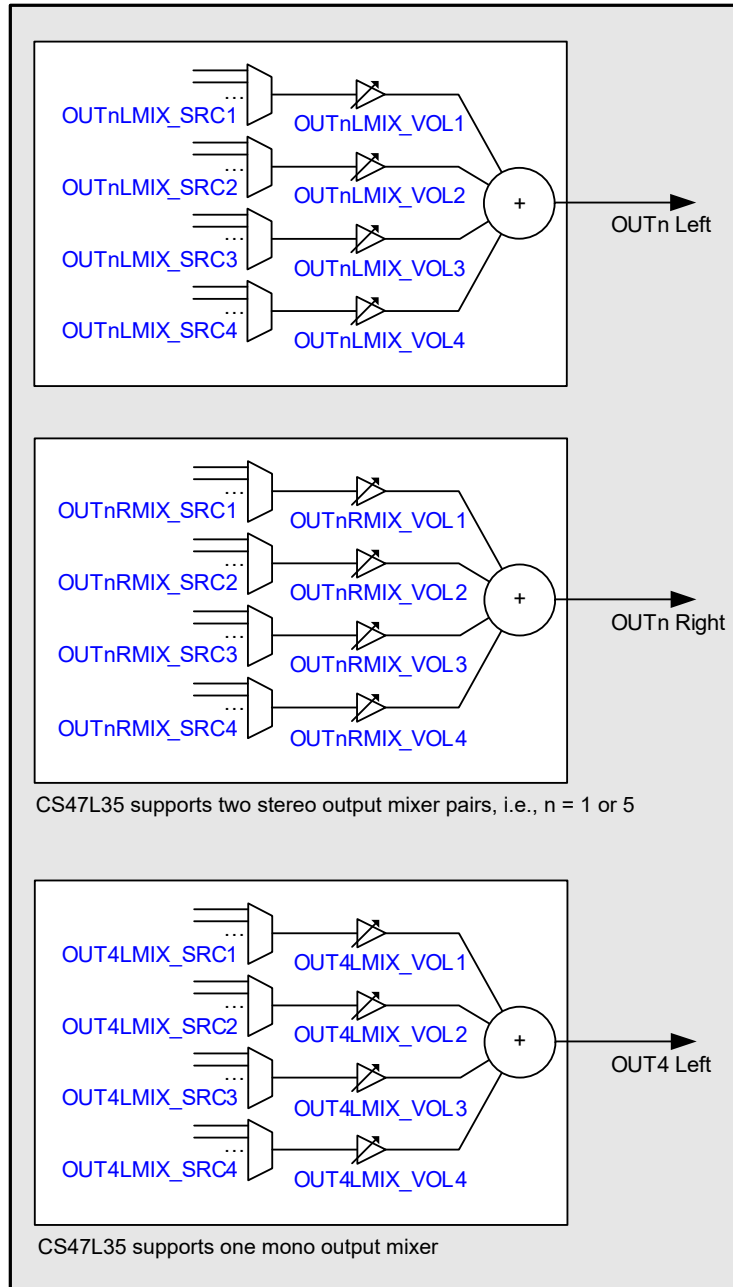 ...
OUTnLMIX_SRC1
OUTnLMIX_VOL1
...
OUTnLMIX_SRC2
OUTnLMIX_VOL2
+
OUTn Left
...
OUTnLMIX_SRC3
OUTnLMIX_VOL3
...
OUTnLMIX_SRC4
OUTnLMIX_VOL4
...
OUTnRMIX_SRC1
OUTnRMIX_VOL1
...
OUTnRMIX_SRC2
OUTnRMIX_VOL2
+
OUTn Right
...
OUTnRMIX_SRC3
OUTnRMIX_VOL3
...
OUTnRMIX_SRC4
OUTnRMIX_VOL4
CS47L35 supports two stereo output mixer pairs, i.e., n = 1 or 5
...
OUT4LMIX_SRC1
OUT4LMIX_VOL1
...
OUT4LMIX_SRC2
OUT4LMIX_VOL2
+
OUT4 Left
...
OUT4LMIX_SRC3
OUT4LMIX_VOL3
...
OUT4LMIX_SRC4
OUT4LMIX_VOL4
CS47L35 supports one mono output mixer